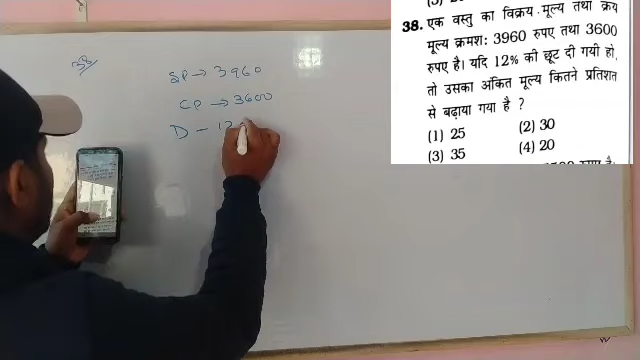 38. एक वस्तु का विक्रय मूल्य तथा क्रय
मूल्य क्रमश: 3960 रुपए तथा 3600
रुपए है। यदि 12% की छूट दी गयी हो,
तो उसका अंकित मूल्य कितने प्रतिशत
से बढ़ाया गया है ?
(1) 25 (2) 30
(3) 35 (4) 20
38
SP → 3960
CP → 3600
D - 12